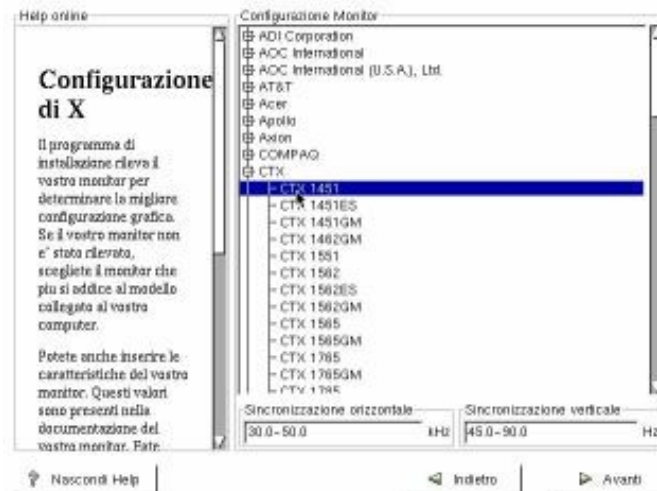 Help online
Configurazione
di X
Il programma di
installazione rileva il
vostro monitor per
determinare la migliore
configurazione grafica.
Se il vostro monitor non
e' stato rilevato,
scegliete il monitor che
piu si addice al modello
collegato al vostro
computer.
Potete anche inserire le
caratteristiche del vostro
monitor. Questi valori
sono presenti nella
documentazione del
vostro monitor. Fate
Configurazione Monitor
ADI Corporation
AOC International
AOC International (U.S.A.), Ltd.
AT&T
Acer
Apollo
Axion
COMPAQ
CTX
CTX 1451
CTX 1451ES
CTX 1451GM
CTX 1462GM
CTX 1551
CTX 1562
CTX 1562ES
CTX 1562GM
CTX 1565
CTX 1565GM
CTX 1765
CTX 1765GM
CTX 1785
Sincronizzazione orizzontale
30.0-50.0 kHz
Sincronizzazione verticale
45.0-90.0 Hz
Nascondi Help
Indietro
Avanti